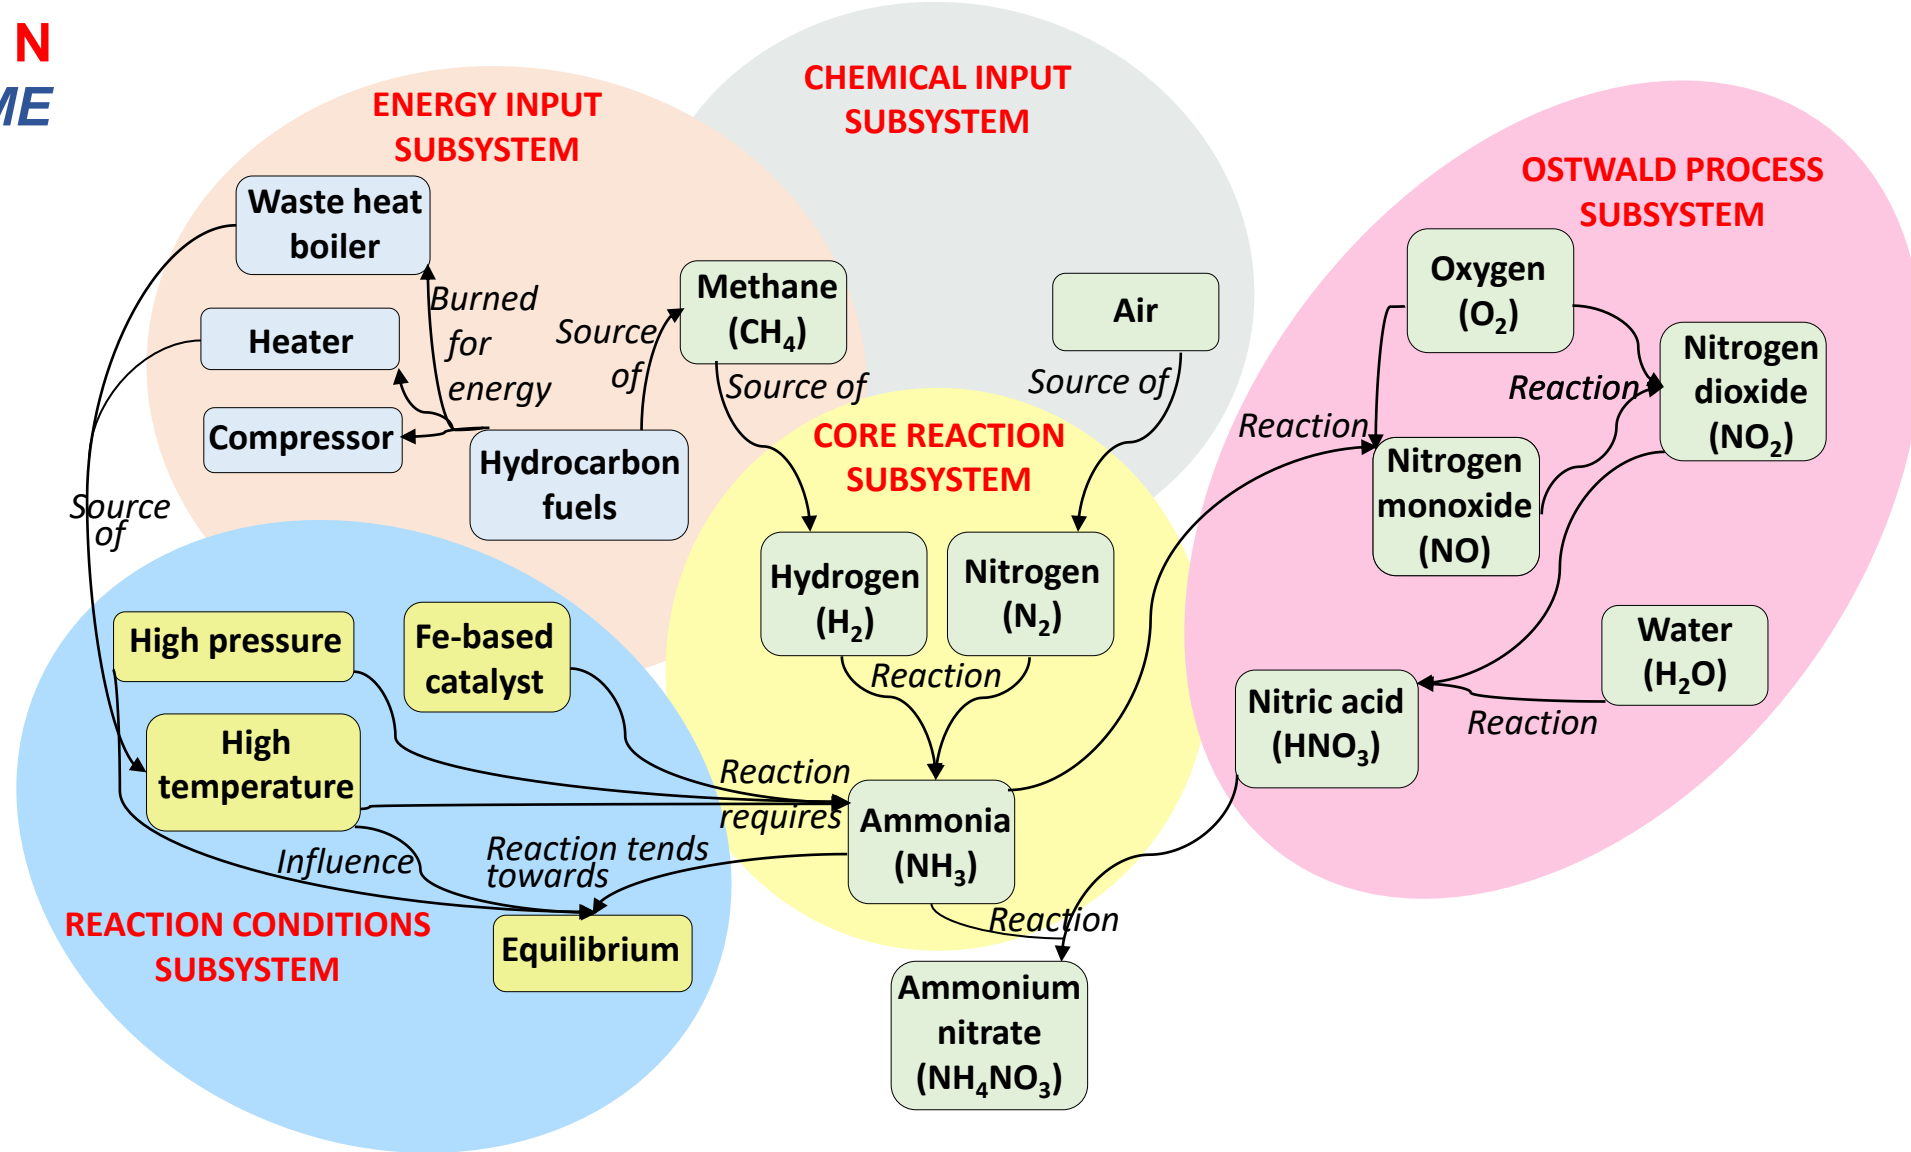 N
ME
ENERGY INPUT
SUBSYSTEM
CHEMICAL INPUT
SUBSYSTEM
OSTWALD PROCESS
SUBSYSTEM
Waste heat
boiler
Burned
for
energy
Heater
Compressor
Hydrocarbon
fuels
Source
of
Methane
(CH₄)
Source of
Air
Source of
Oxygen
(O₂)
Nitrogen
dioxide
(NO₂)
Reaction
Reaction
Nitrogen
monoxide
(NO)
CORE REACTION
SUBSYSTEM
Source
of
Hydrogen
(H₂)
Nitrogen
(N₂)
Reaction
High pressure
Fe-based
catalyst
High
temperature
Reaction
requires
Ammonia
(NH₃)
Water
(H₂O)
Nitric acid
(HNO₃)
Reaction
Influence
Reaction tends
towards
REACTION CONDITIONS
SUBSYSTEM
Equilibrium
Reaction
Ammonium
nitrate
(NH₄NO₃)